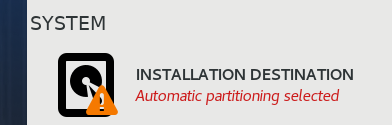 SYSTEM
INSTALLATION DESTINATION
Automatic partitioning selected